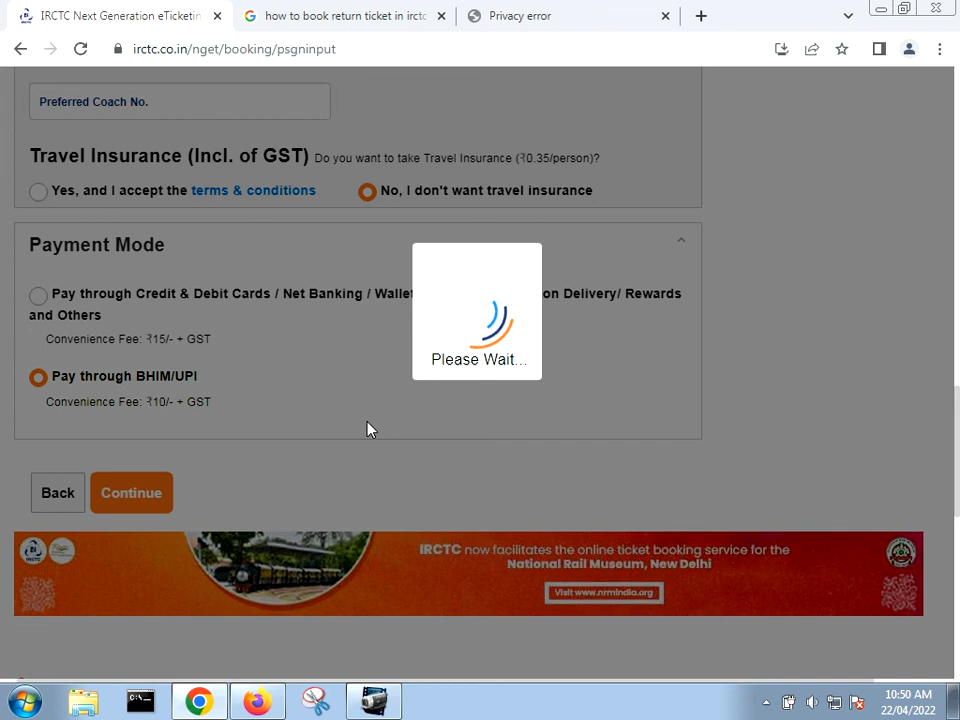 IRCTC Next Generation eTicketin
how to book return ticket in irctc
Privacy error
irctc.co.in/nget/booking/psgninput
Preferred Coach No.
Travel Insurance (Incl. of GST) Do you want to take Travel Insurance (₹0.35/person)?
Yes, and I accept the terms & conditions
No, I don't want travel insurance
Payment Mode
Pay through Credit & Debit Cards / Net Banking / Wallet on Delivery/ Rewards
and Others
Convenience Fee: ₹15/- + GST
Please Wait...
Pay through BHIM/UPI
Convenience Fee: ₹10/- + GST
Back
Continue
IRCTC now facilitates the online ticket booking service for the
National Rail Museum, New Delhi
Visit www.nrmindia.org
10:50 AM
22/04/2022